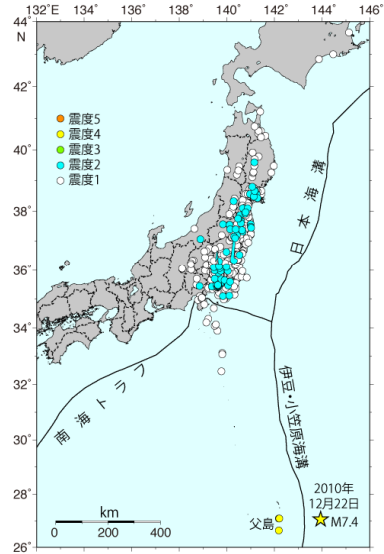 132° 134° 136° 138° 140° 142° 144° 146°
44°
N
42°
40°
38°
36°
34°
32°
30°
28°
26°
震度5
震度4
震度3
震度2
震度1
日本海溝
南海トラフ
伊豆・小笠原海溝
2010年
12月22日
M7.4
父島
km
0 200 400